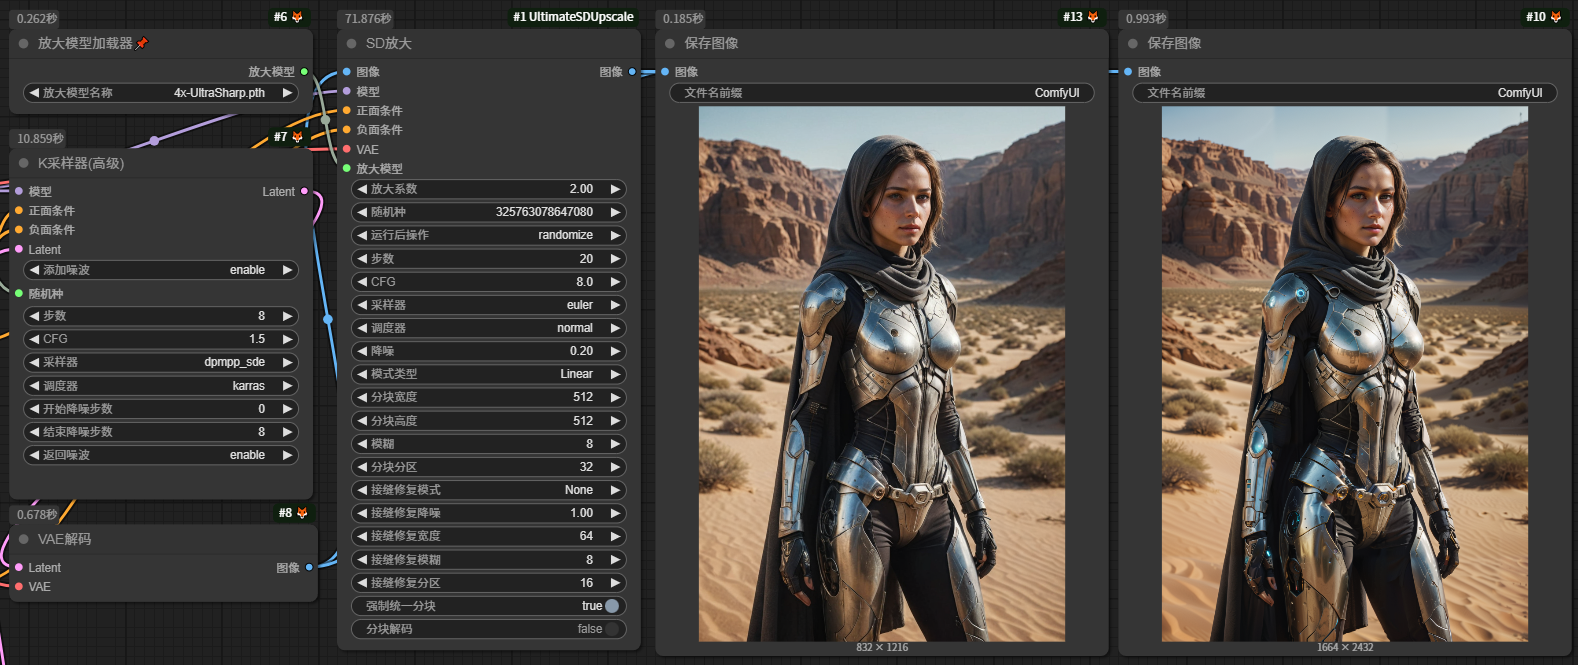 0.262秒
#6
放大模型加载器
放大模型
放大模型名称 4x-UltraSharp.pth
10.859秒
#7
K采样器(高级)
模型 Latent
正面条件
负面条件
Latent
添加噪波 enable
随机种
步数 8
CFG 1.5
采样器 dpmpp_sde
调度器 karras
开始降噪步数 0
结束降噪步数 8
返回噪波 enable
0.678秒
#8
VAE解码
Latent 图像
VAE
71.876秒
#1 UltimateSDUpscale
SD放大
图像 图像
模型
正面条件
负面条件
VAE
放大模型
放大系数 2.00
随机种 325763078647080
运行后操作 randomize
步数 20
CFG 8.0
采样器 euler
调度器 normal
降噪 0.20
模式类型 Linear
分块宽度 512
分块高度 512
模糊 8
分块分区 32
接缝修复模式 None
接缝修复降噪 1.00
接缝修复宽度 64
接缝修复模糊 8
接缝修复分区 16
强制统一分块 true
分块解码 false
0.185秒
#13
保存图像
图像
文件名前缀 ComfyUI
832 × 1216
0.993秒
#10
保存图像
图像
文件名前缀 ComfyUI
1664 × 2432